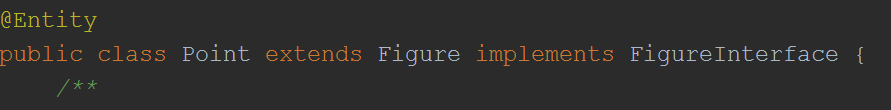 @Entity
public class Point extends Figure implements FigureInterface {
/**